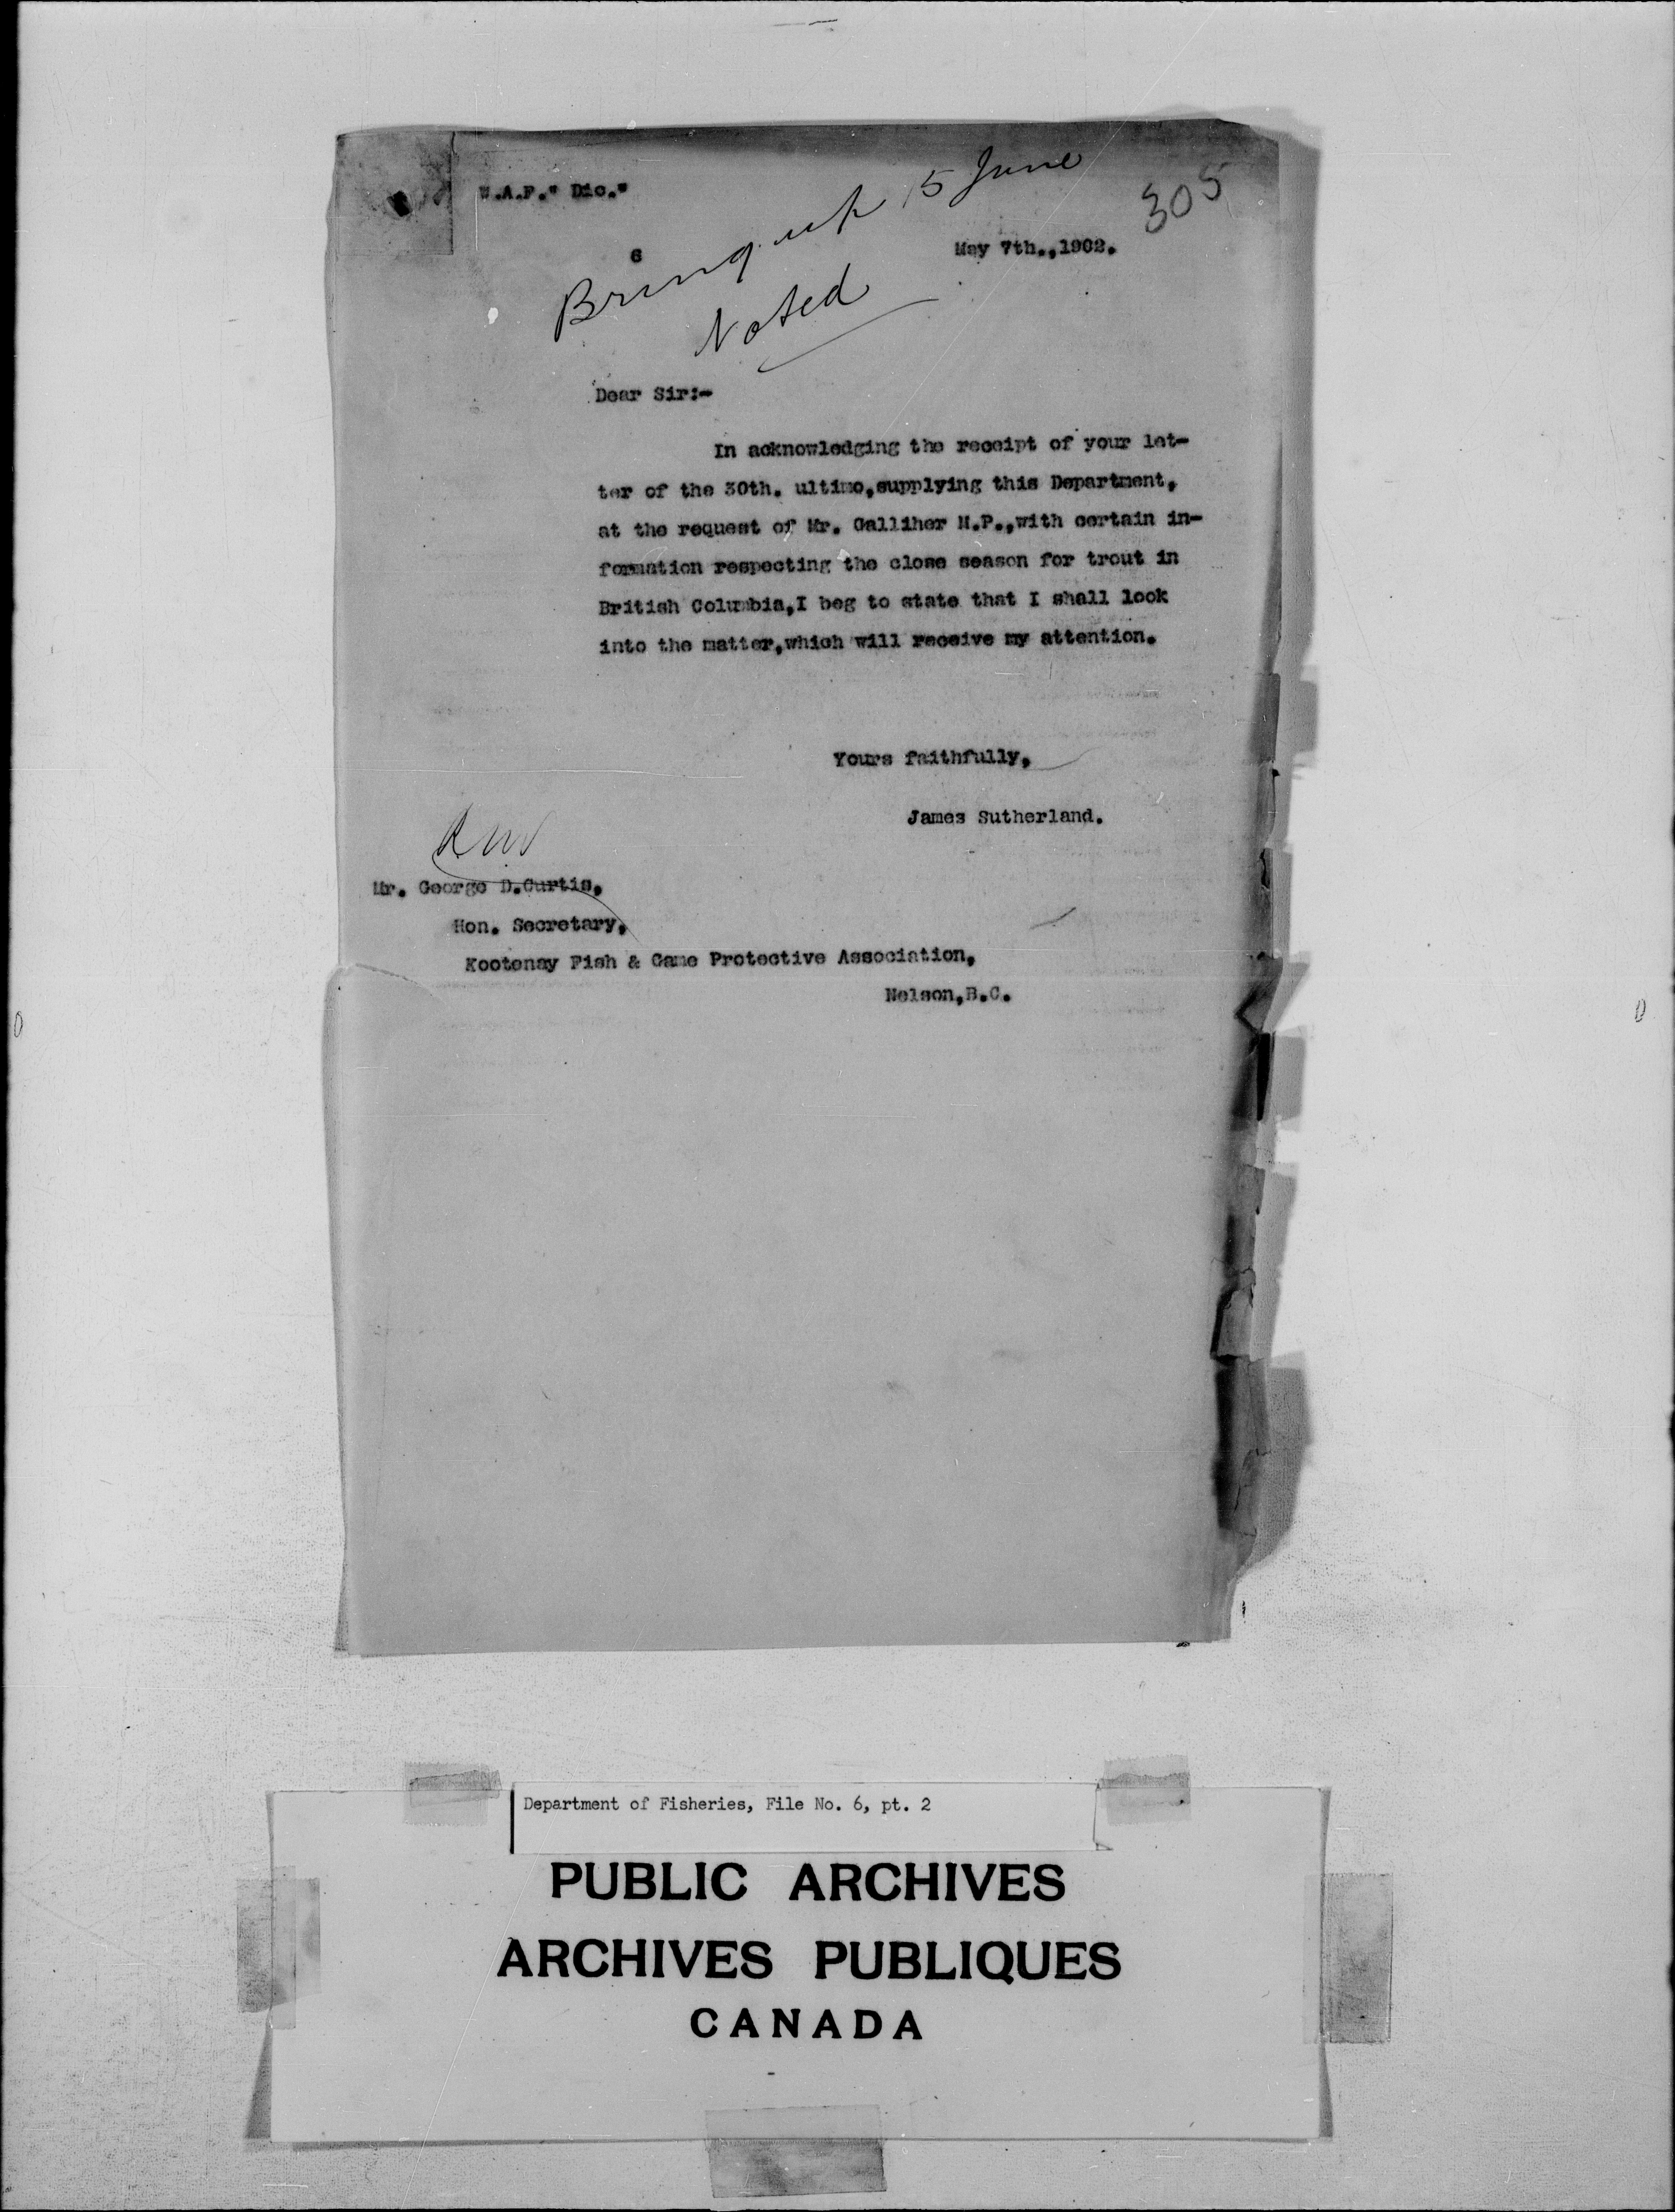 W.A.F." Dic."
305
Bring up 15 June
6
May 7th.,1902.
Noted
Dear Sir:-
In acknowledging the receipt of your let-
ter of the 30th. ultimo,supplying this Department,
at the request of Mr. Galliher M.P.,with certain in-
formation respecting the close season for trout in
British Columbia,I beg to state that I shall look
into the matter,which will receive my attention.
Yours faithfully,
James Sutherland.
Mr. George D.Curtis,
Hon. Secretary,
Kootenay Fish & Game Protective Association,
Nelson,B.C.
Department of Fisheries, File No. 6, pt. 2
PUBLIC ARCHIVES
ARCHIVES PUBLIQUES
CANADA